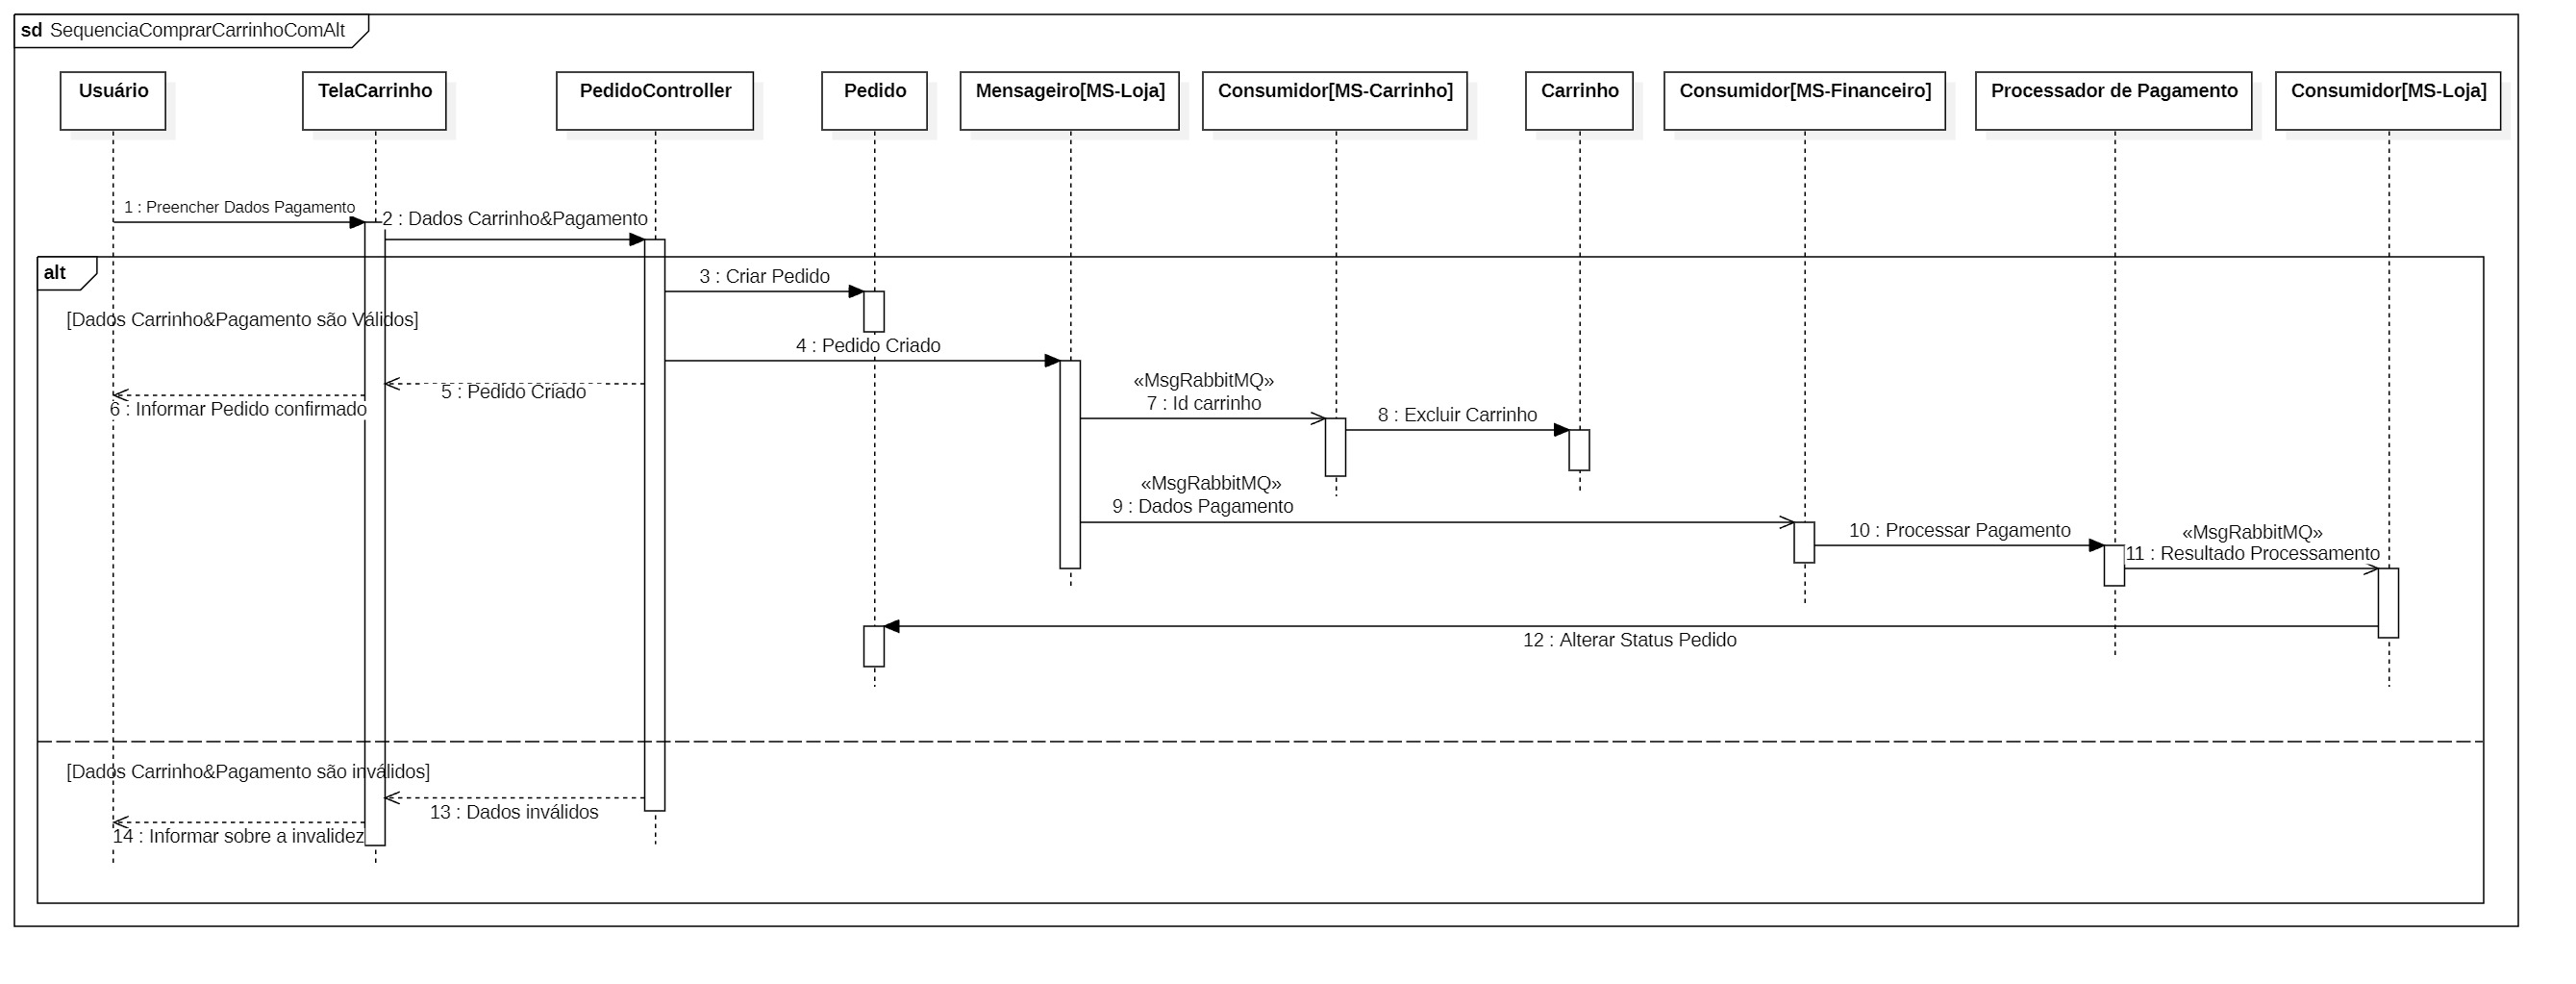 sd SequenciaComprarCarrinhoComAlt
Usuário
TelaCarrinho
PedidoController
Pedido
Mensageiro[MS-Loja]
Consumidor[MS-Carrinho]
Carrinho
Consumidor[MS-Financeiro]
Processador de Pagamento
Consumidor[MS-Loja]
1 : Preencher Dados Pagamento
2 : Dados Carrinho&Pagamento
alt
3 : Criar Pedido
[Dados Carrinho&Pagamento são Válidos]
4 : Pedido Criado
5 : Pedido Criado
6 : Informar Pedido confirmado
«MsgRabbitMQ»
7 : Id carrinho
8 : Excluir Carrinho
«MsgRabbitMQ»
9 : Dados Pagamento
10 : Processar Pagamento
«MsgRabbitMQ»
11 : Resultado Processamento
12 : Alterar Status Pedido
[Dados Carrinho&Pagamento são inválidos]
13 : Dados inválidos
14 : Informar sobre a invalidez